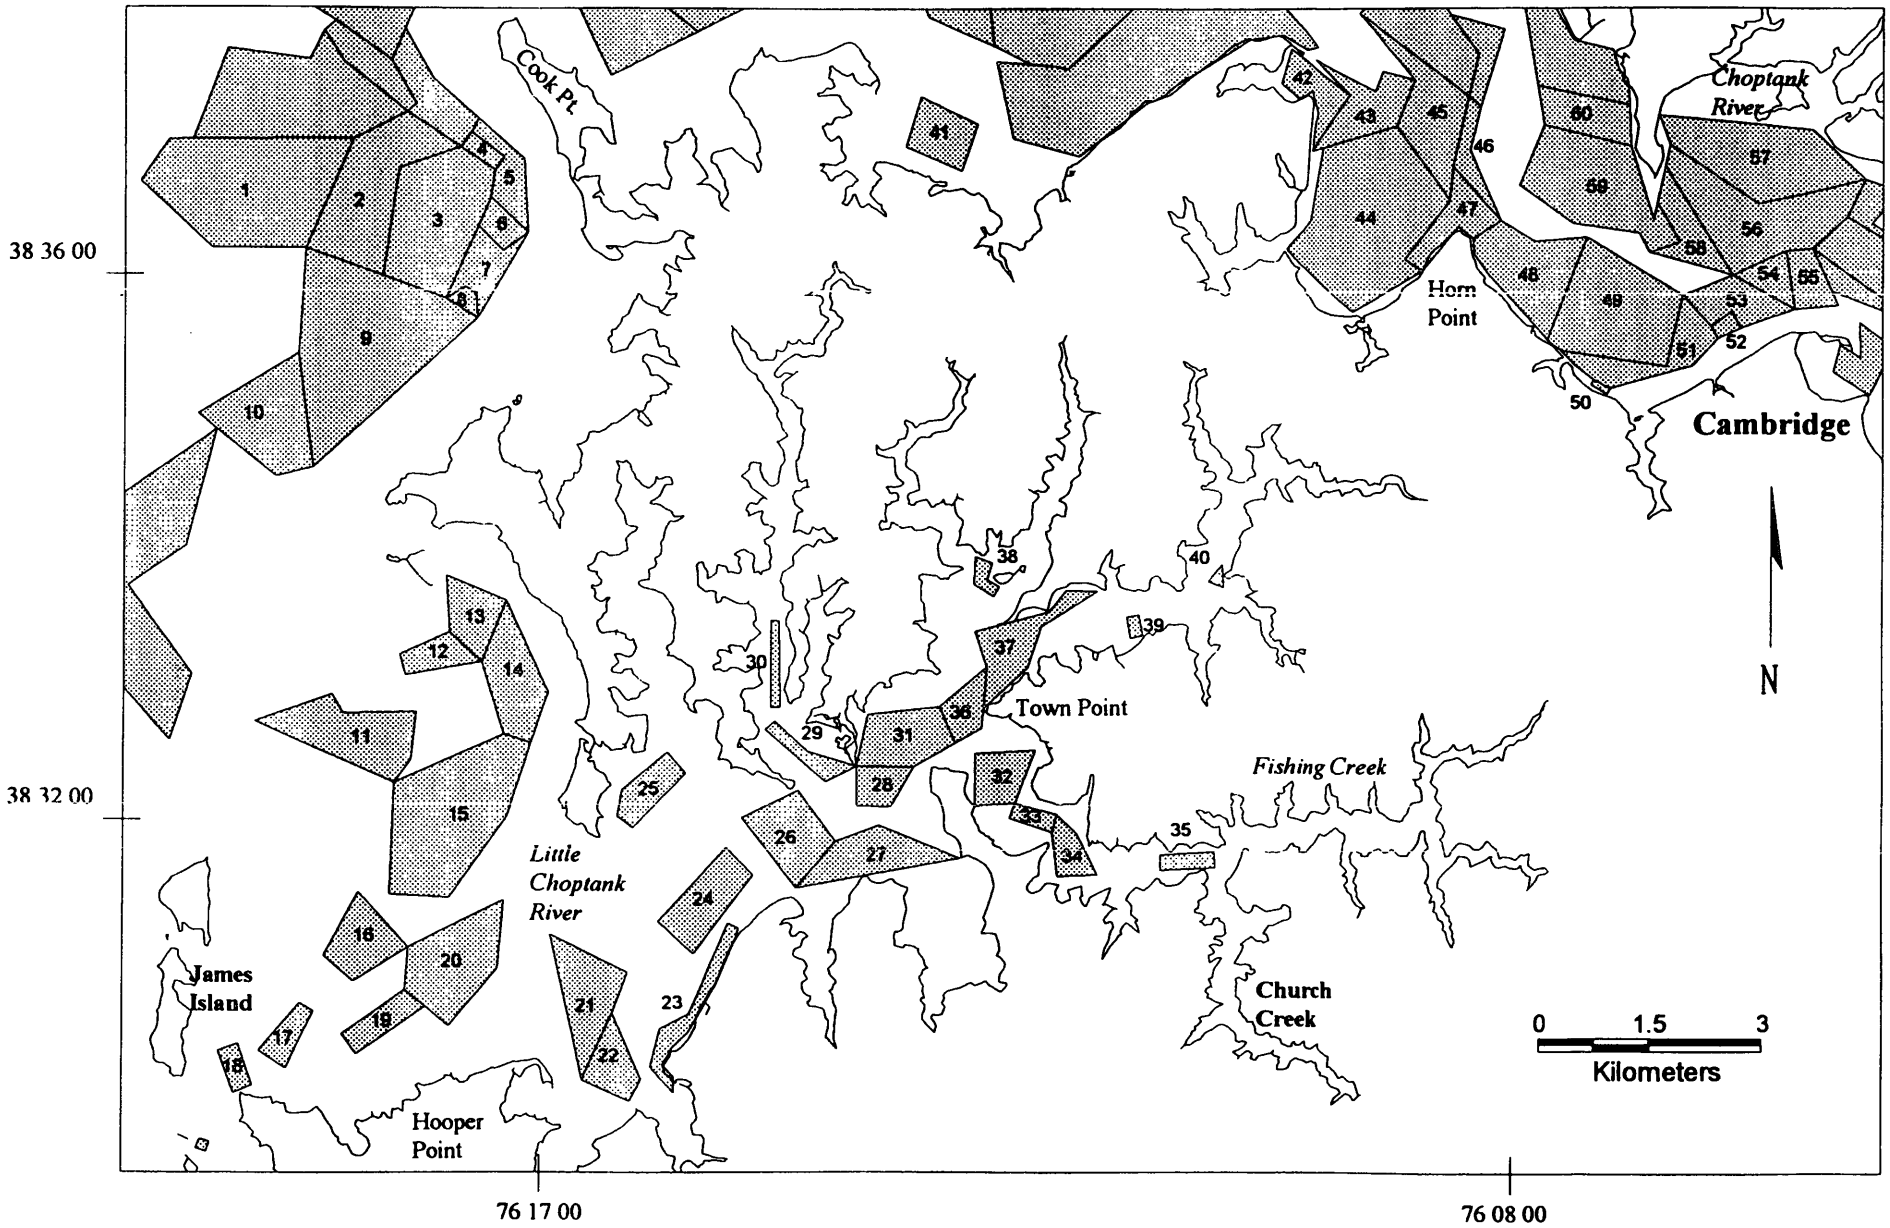 Cook Pt.
Choptank
River
42
43
45
60
41
46
57
4
5
1
2
3
6
59
44
47
56
58
7
48
54
55
8
49
53
38 36 00
Horn
Point
9
51
52
10
50
Cambridge
38
40
13
39
12
37
14
30
N
Town Point
11
36
29
31
32
Fishing Creek
25
28
38 32 00
15
33
35
26
34
27
Little
Choptank
River
24
16
20
James
Island
21
23
Church
Creek
17
19
22
18
0 1.5 3
Kilometers
Hooper
Point
76 17 00
76 08 00